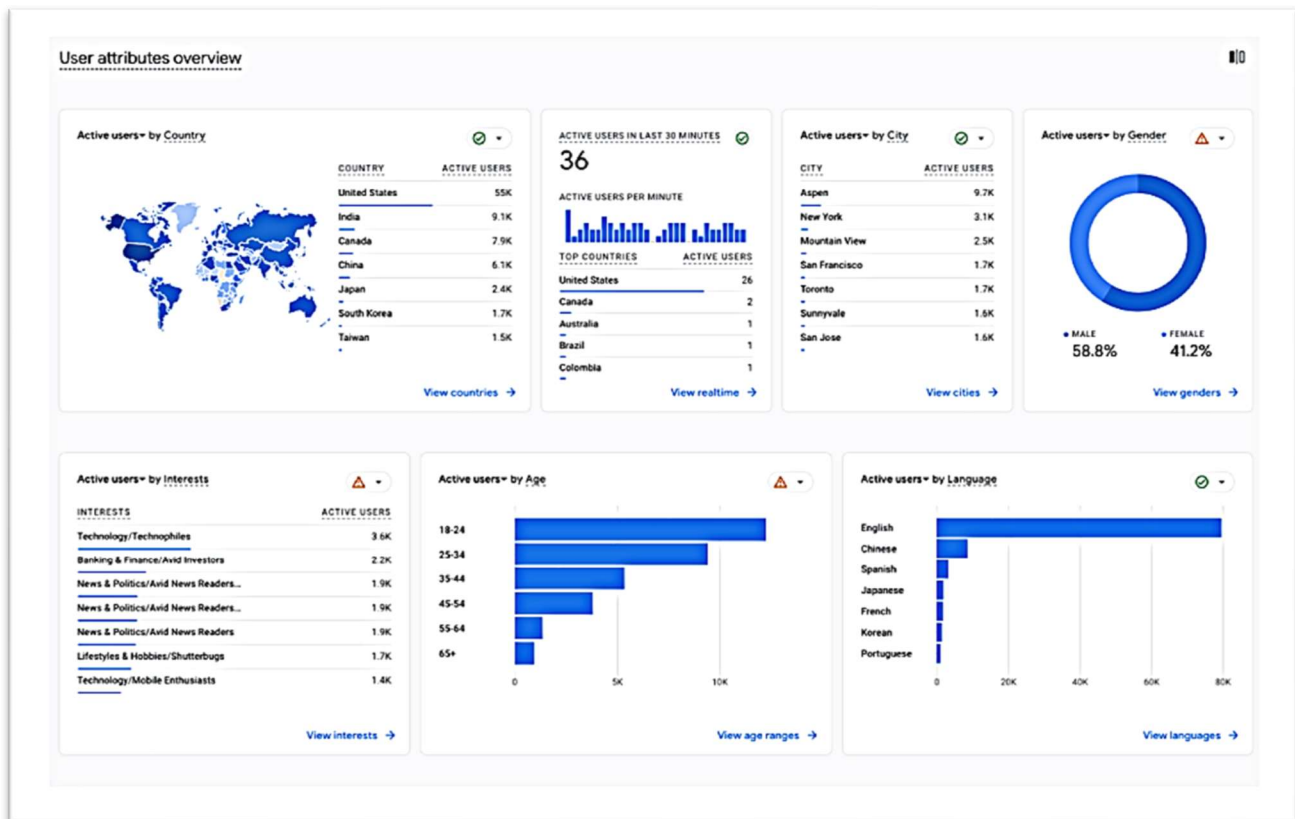 User attributes overview
Active users by Country
COUNTRY ACTIVE USERS
United States 55K
India 9.1K
Canada 7.9K
China 6.1K
Japan 2.4K
South Korea 1.7K
Taiwan 1.5K
View countries →
ACTIVE USERS IN LAST 30 MINUTES
36
ACTIVE USERS PER MINUTE
TOP COUNTRIES ACTIVE USERS
United States 26
Canada 2
Australia 1
Brazil 1
Colombia 1
View realtime →
Active users by City
CITY ACTIVE USERS
Aspen 9.7K
New York 3.1K
Mountain View 2.5K
San Francisco 1.7K
Toronto 1.7K
Sunnyvale 1.6K
San Jose 1.6K
View cities →
Active users by Gender
MALE FEMALE
58.8% 41.2%
View genders →
Active users by Interests
INTERESTS ACTIVE USERS
Technology/Technophiles 3.6K
Banking & Finance/Avid Investors 2.2K
News & Politics/Avid News Readers... 1.9K
News & Politics/Avid News Readers... 1.9K
News & Politics/Avid News Readers 1.9K
Lifestyles & Hobbies/Shutterbugs 1.7K
Technology/Mobile Enthusiasts 1.4K
View interests →
Active users by Age
18-24
25-34
35-44
45-54
55-64
65+
0 5K 10K
View age ranges →
Active users by Language
English
Chinese
Spanish
Japanese
French
Korean
Portuguese
0 20K 40K 60K 80K
View languages →